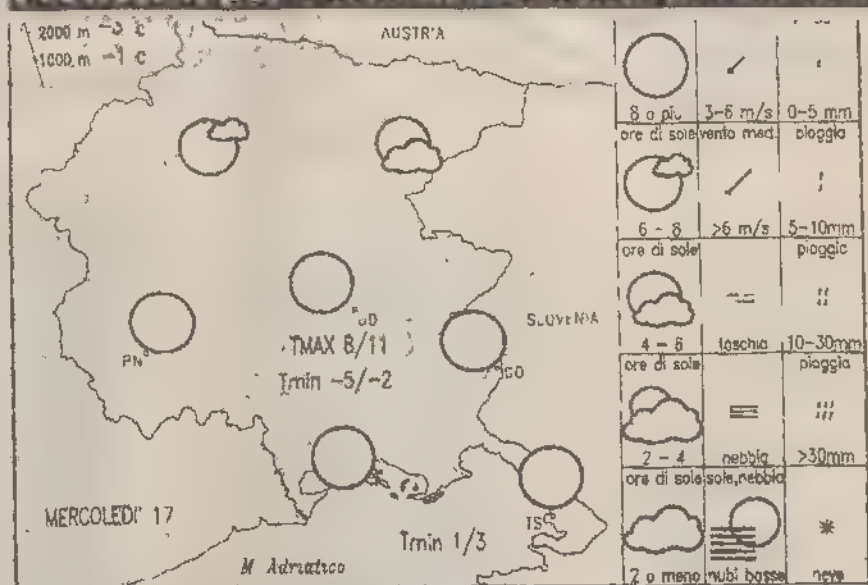 2000 m -3 c
1000 m -1 c
AUSTRIA
SLOVENIA
UD
PN
GO
TMAX 8/11
Tmin -5/-2
MERCOLEDI' 17
TS
Tmin 1/3
M Adriatico
8 o piu
3-6 m/s
0-5 mm
ore di sole
vento med.
pioggia
6 - 8
>6 m/s
5-10mm
ore di sole
pioggia
4 - 6
foschia
10-30mm
ore di sole
pioggia
2 - 4
nebbia
>30mm
ore di sole
sole,nebbia
2 o meno
nubi basse
neve